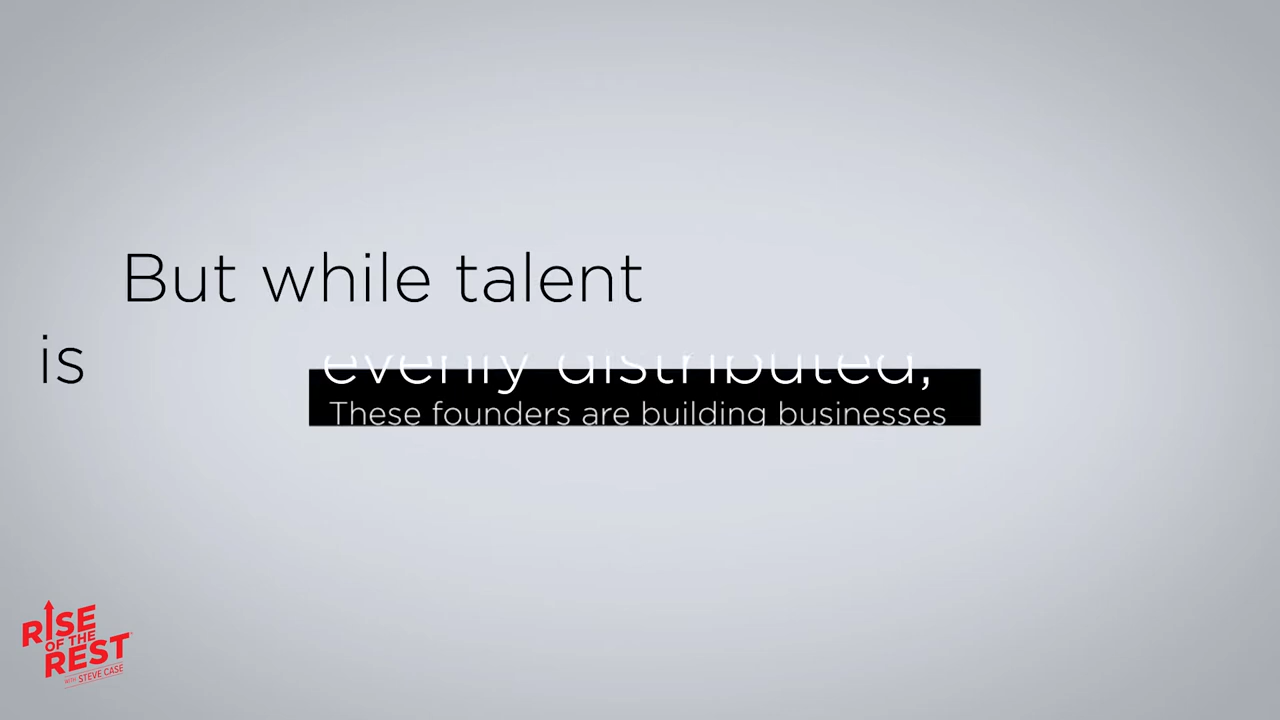 But while talent
is evenly distributed,
These founders are building businesses
RISE
OF THE
REST
WITH STEVE CASE